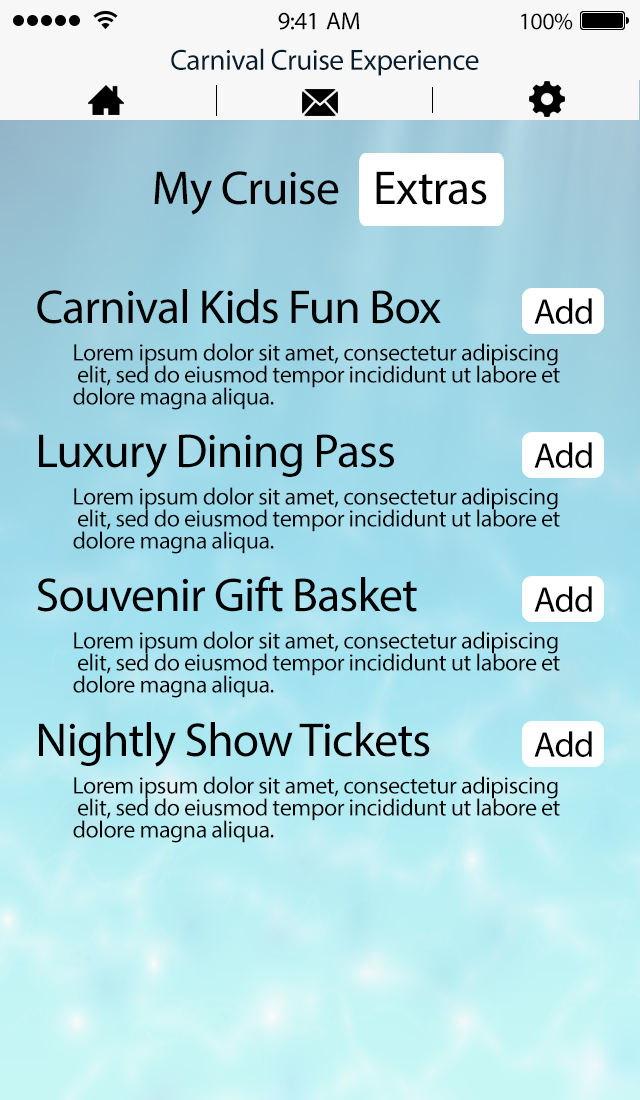 9:41 AM 100%
Carnival Cruise Experience
My Cruise Extras
Carnival Kids Fun Box Add
Lorem ipsum dolor sit amet, consectetur adipiscing
elit, sed do eiusmod tempor incididunt ut labore et
dolore magna aliqua.
Luxury Dining Pass Add
Lorem ipsum dolor sit amet, consectetur adipiscing
elit, sed do eiusmod tempor incididunt ut labore et
dolore magna aliqua.
Souvenir Gift Basket Add
Lorem ipsum dolor sit amet, consectetur adipiscing
elit, sed do eiusmod tempor incididunt ut labore et
dolore magna aliqua.
Nightly Show Tickets Add
Lorem ipsum dolor sit amet, consectetur adipiscing
elit, sed do eiusmod tempor incididunt ut labore et
dolore magna aliqua.